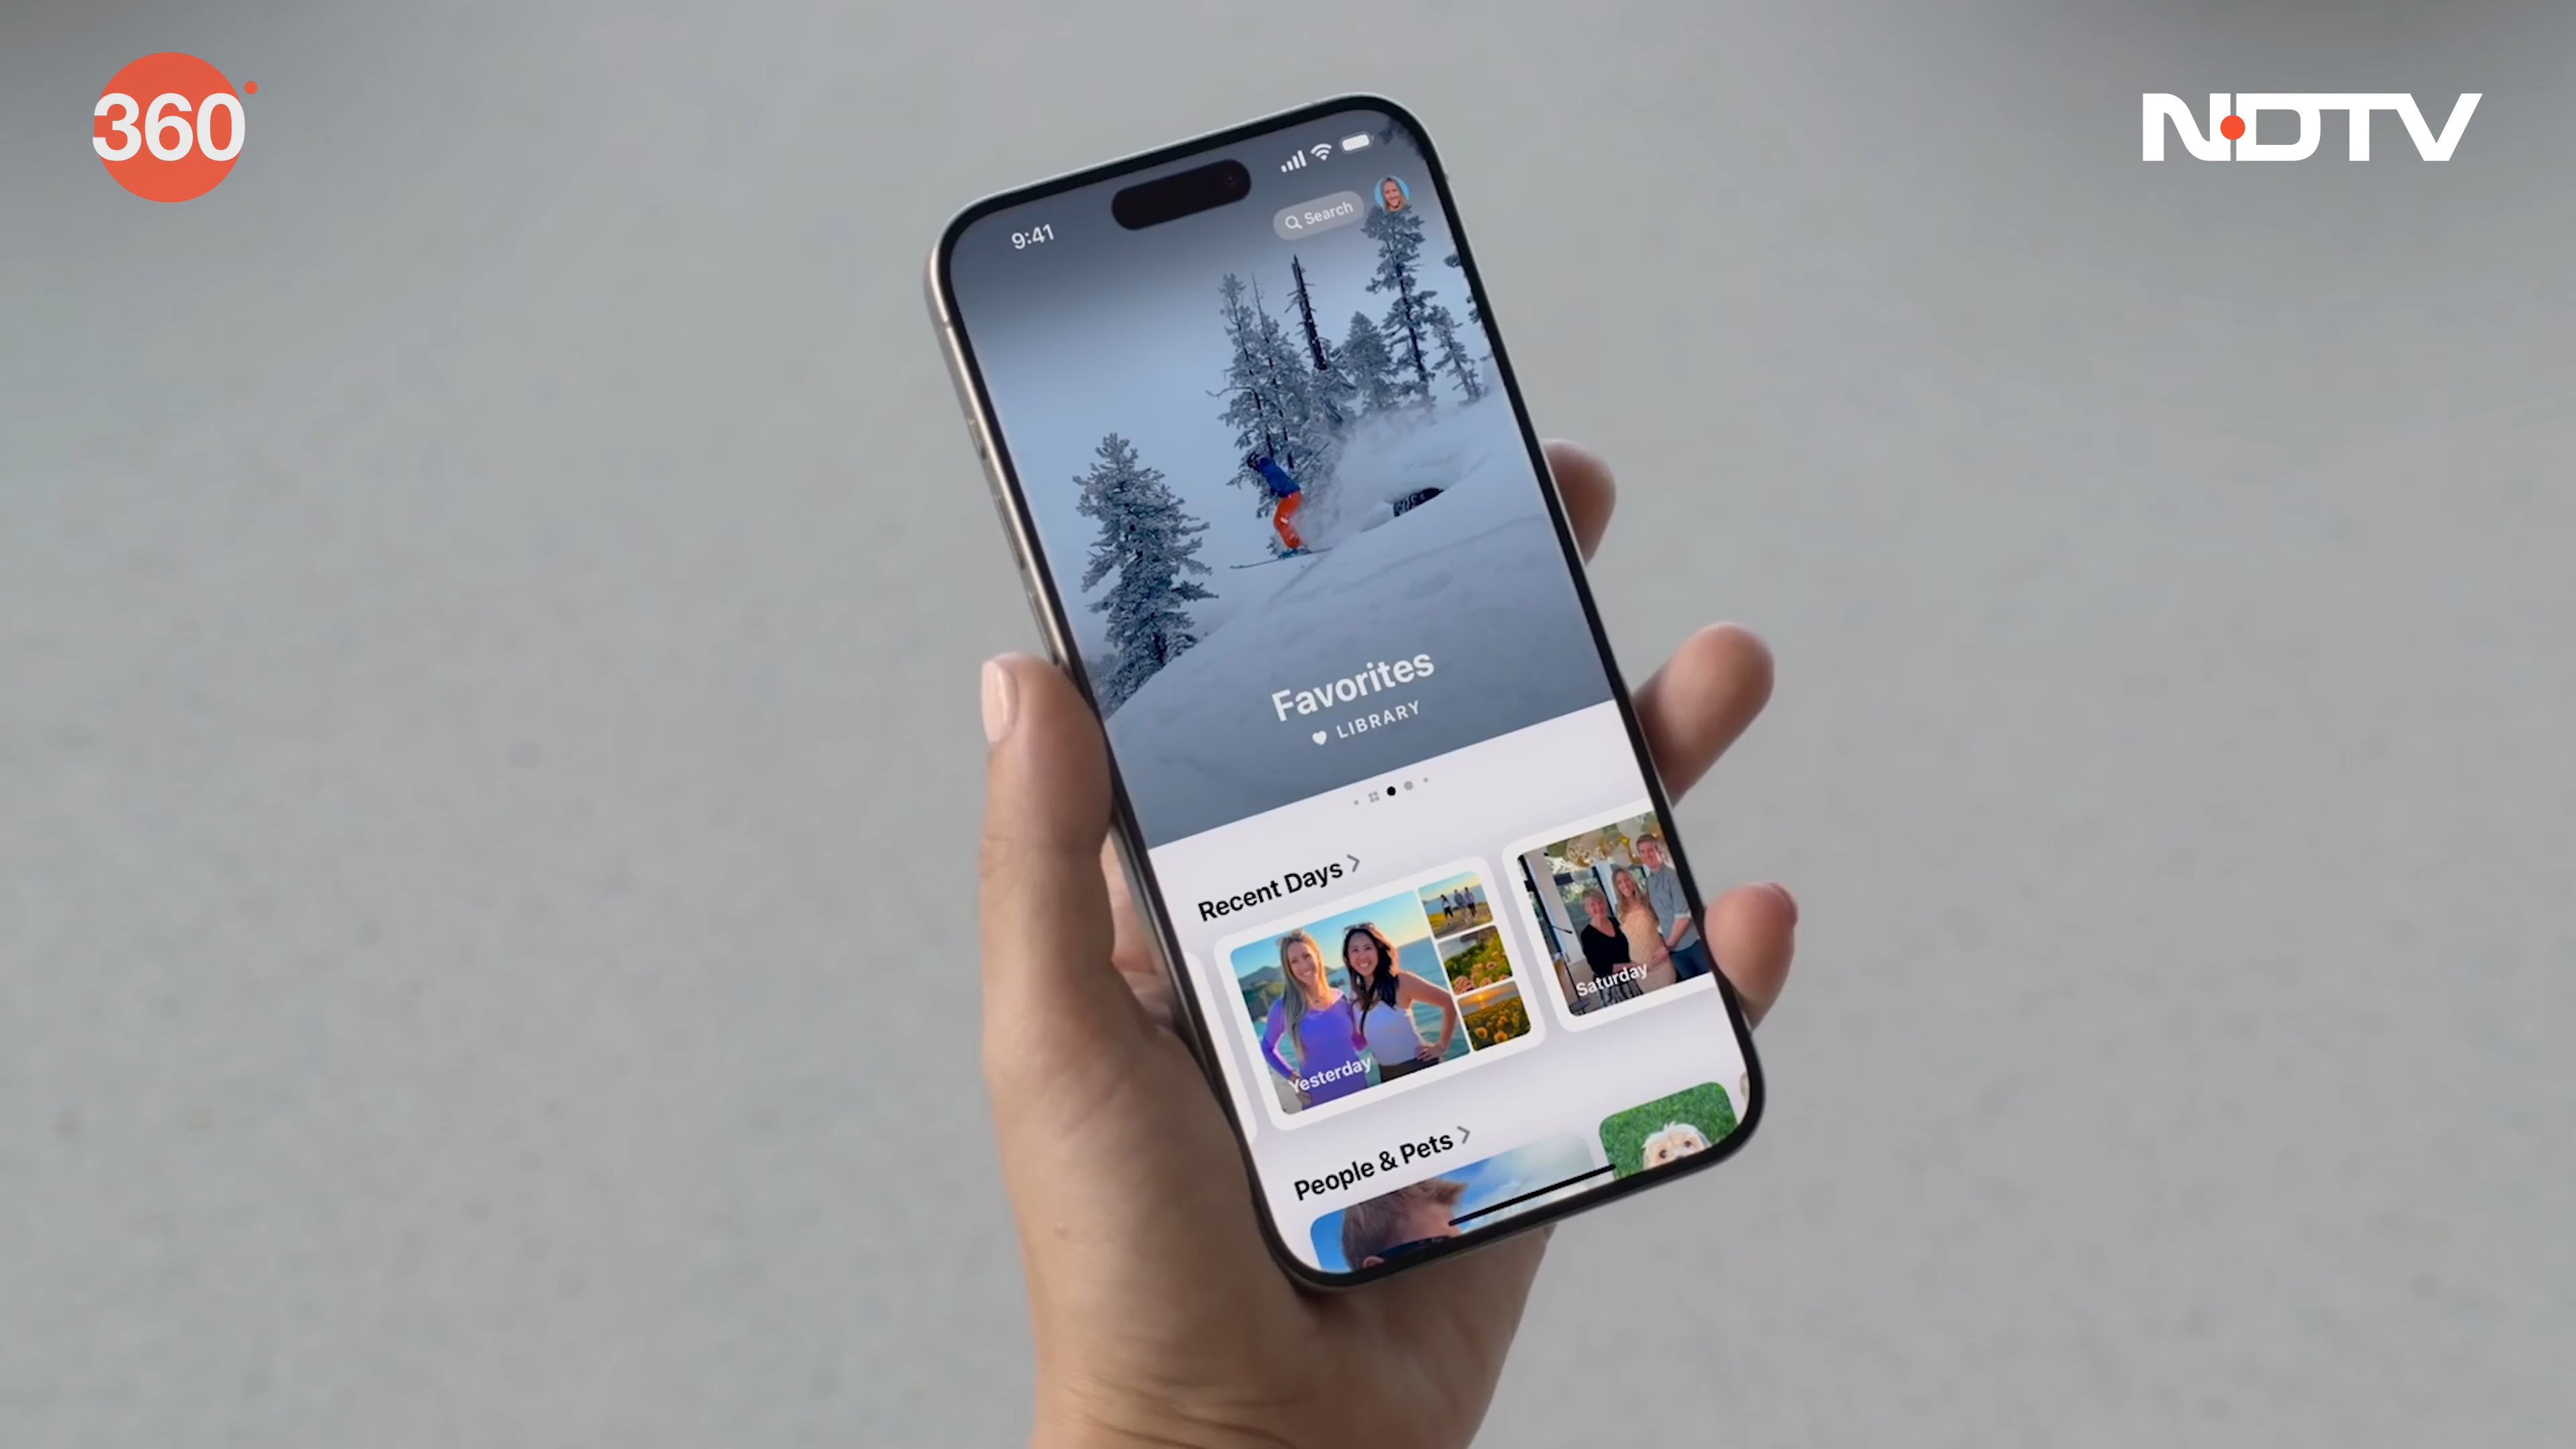 360
NDTV
9:41
Search
Favorites
LIBRARY
Recent Days
Yesterday
Saturday
People & Pets